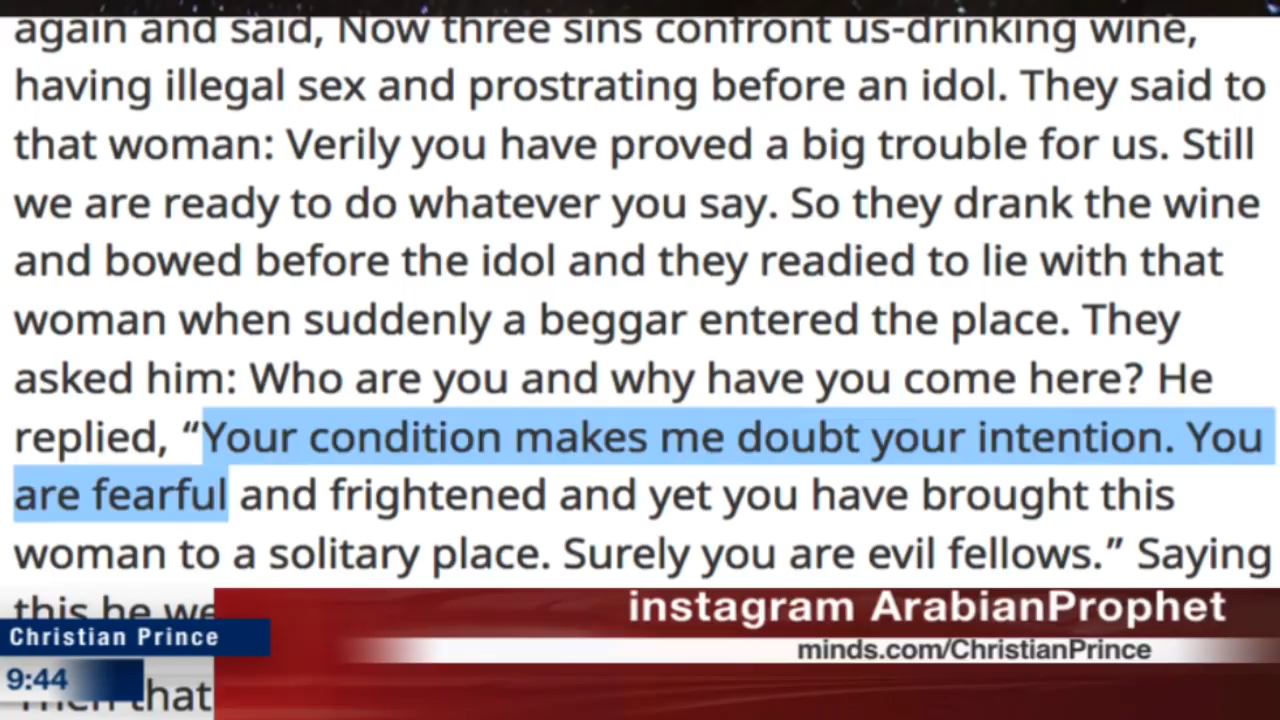 again and said, Now three sins confront us-drinking wine,
having illegal sex and prostrating before an idol. They said to
that woman: Verily you have proved a big trouble for us. Still
we are ready to do whatever you say. So they drank the wine
and bowed before the idol and they readied to lie with that
woman when suddenly a beggar entered the place. They
asked him: Who are you and why have you come here? He
replied, “Your condition makes me doubt your intention. You
are fearful and frightened and yet you have brought this
woman to a solitary place. Surely you are evil fellows.” Saying
this he
instagram ArabianProphet
Christian Prince
minds.com/ChristianPrince
9:44
that